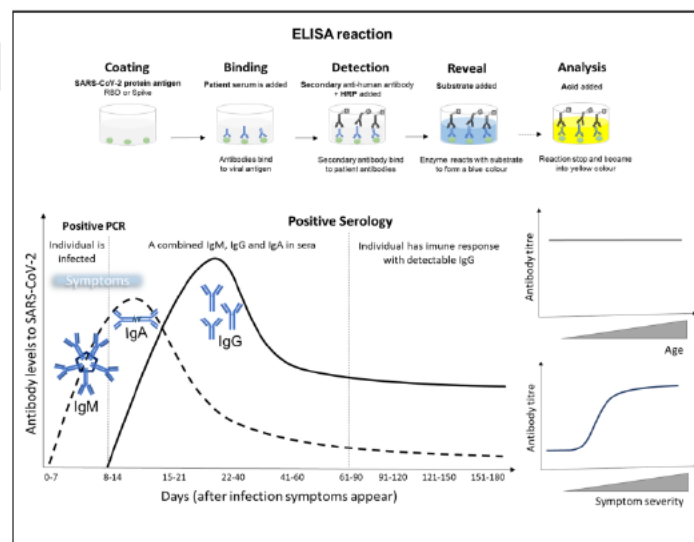 ELISA reaction
Coating
SARS-CoV-2 protein antigen
RBD or Spike
Binding
Patient serum is added
Antibodies bind
to viral antigen
Detection
Secondary anti-human antibody
+ HRP added
Secondary antibody bind
to patient antibodies
Reveal
Substrate added
Enzyme reacts with substrate
to form a blue colour
Analysis
Acid added
Reaction stop and became
into yellow colour
Antibody levels to SARS-CoV-2
Positive PCR
Individual is
infected
Symptoms
Positive Serology
A combined IgM, IgG and IgA in sera
Individual has imune response
with detectable IgG
IgM
IgA
IgG
0-7
8-14
15-21
22-40
41-60
61-90
91-120
121-150
151-180
Days (after infection symptoms appear)
Antibody titre
Age
Antibody titre
Symptom severity